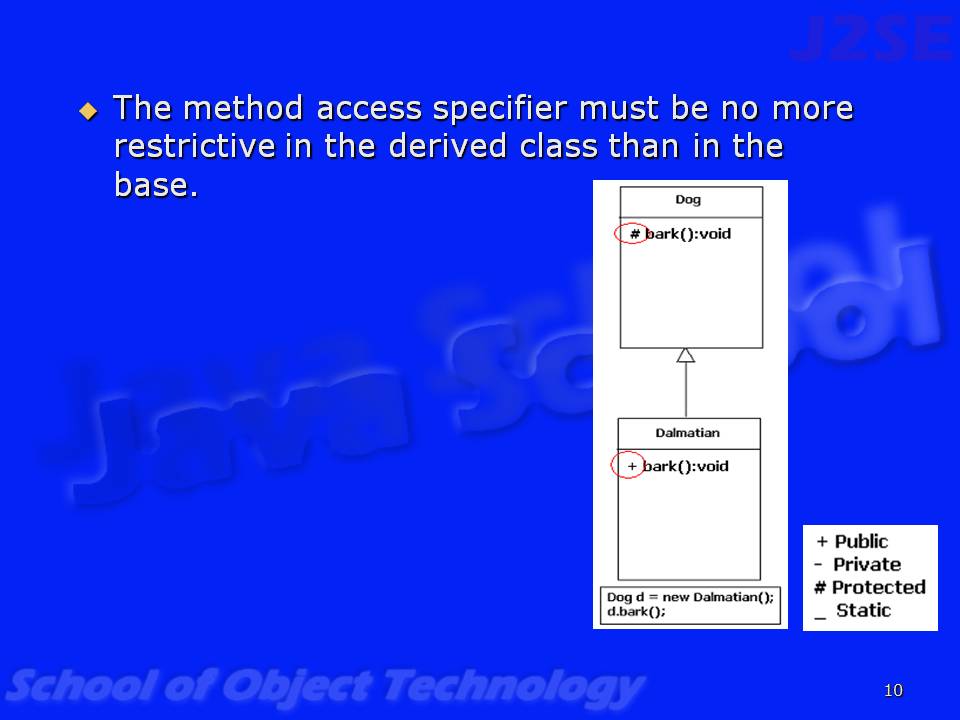 J2SE
The method access specifier must be no more
restrictive in the derived class than in the
base.
Dog
# bark():void
Dalmatian
+ bark():void
Dog d = new Dalmatian();
d.bark();
+ Public
- Private
# Protected
_ Static
Java School
School of Object Technology
10